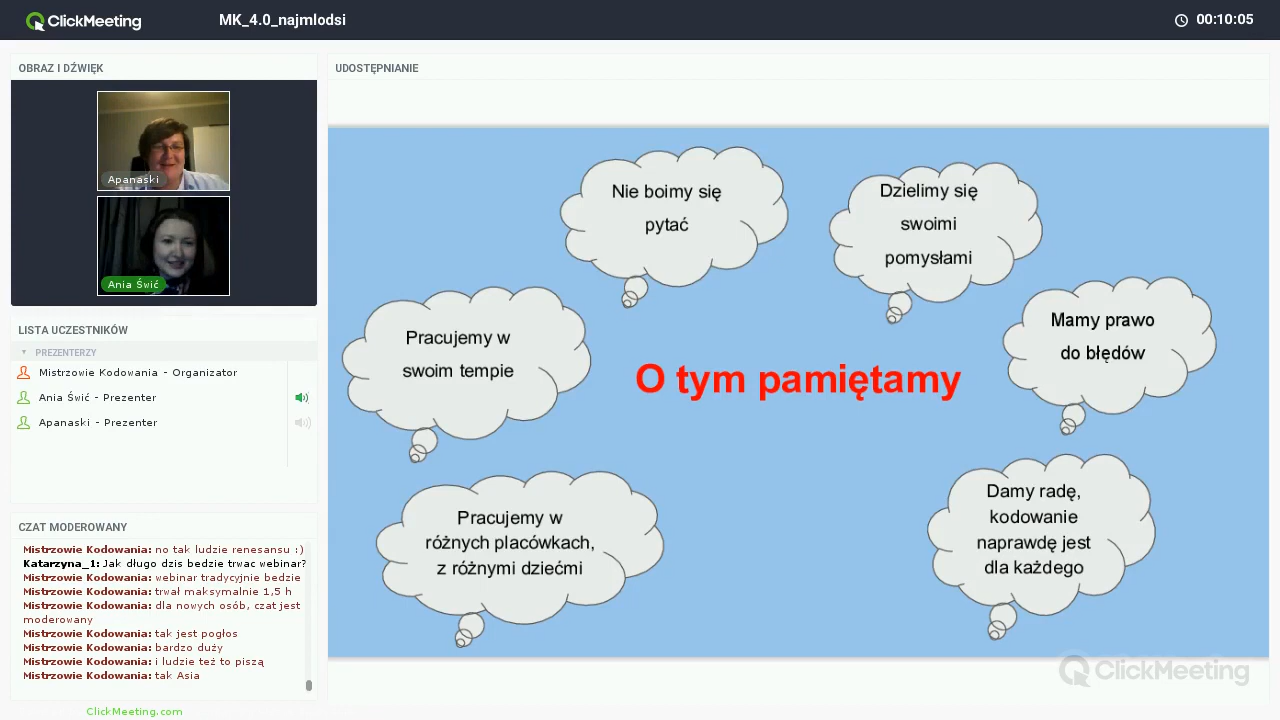 ClickMeeting
MK_4.0_najmlodsi
00:10:05
OBRAZ I DŹWIĘK
Apanaski
Ania Świć
LISTA UCZESTNIKÓW
PREZENTERZY
Mistrzowie Kodowania - Organizator
Ania Świć - Prezenter
Apanaski - Prezenter
CZAT MODEROWANY
Mistrzowie Kodowania: no tak ludzie renesansu :)
Katarzyna_1: Jak długo dzis bedzie trwac webinar?
Mistrzowie Kodowania: webinar tradycyjnie bedzie
Mistrzowie Kodowania: trwał maksymalnie 1,5 h
Mistrzowie Kodowania: dla nowych osób, czat jest
moderowany
Mistrzowie Kodowania: tak jest pogłos
Mistrzowie Kodowania: bardzo duży
Mistrzowie Kodowania: i ludzie też to piszą
Mistrzowie Kodowania: tak Asia
ClickMeeting.com
UDOSTĘPNIANIE
Nie boimy się
pytać
Dzielimy się
swoimi
pomysłami
Pracujemy w
swoim tempie
O tym pamiętamy
Mamy prawo
do błędów
Pracujemy w
różnych placówkach,
z różnymi dziećmi
Damy radę,
kodowanie
naprawdę jest
dla każdego
ClickMeeting